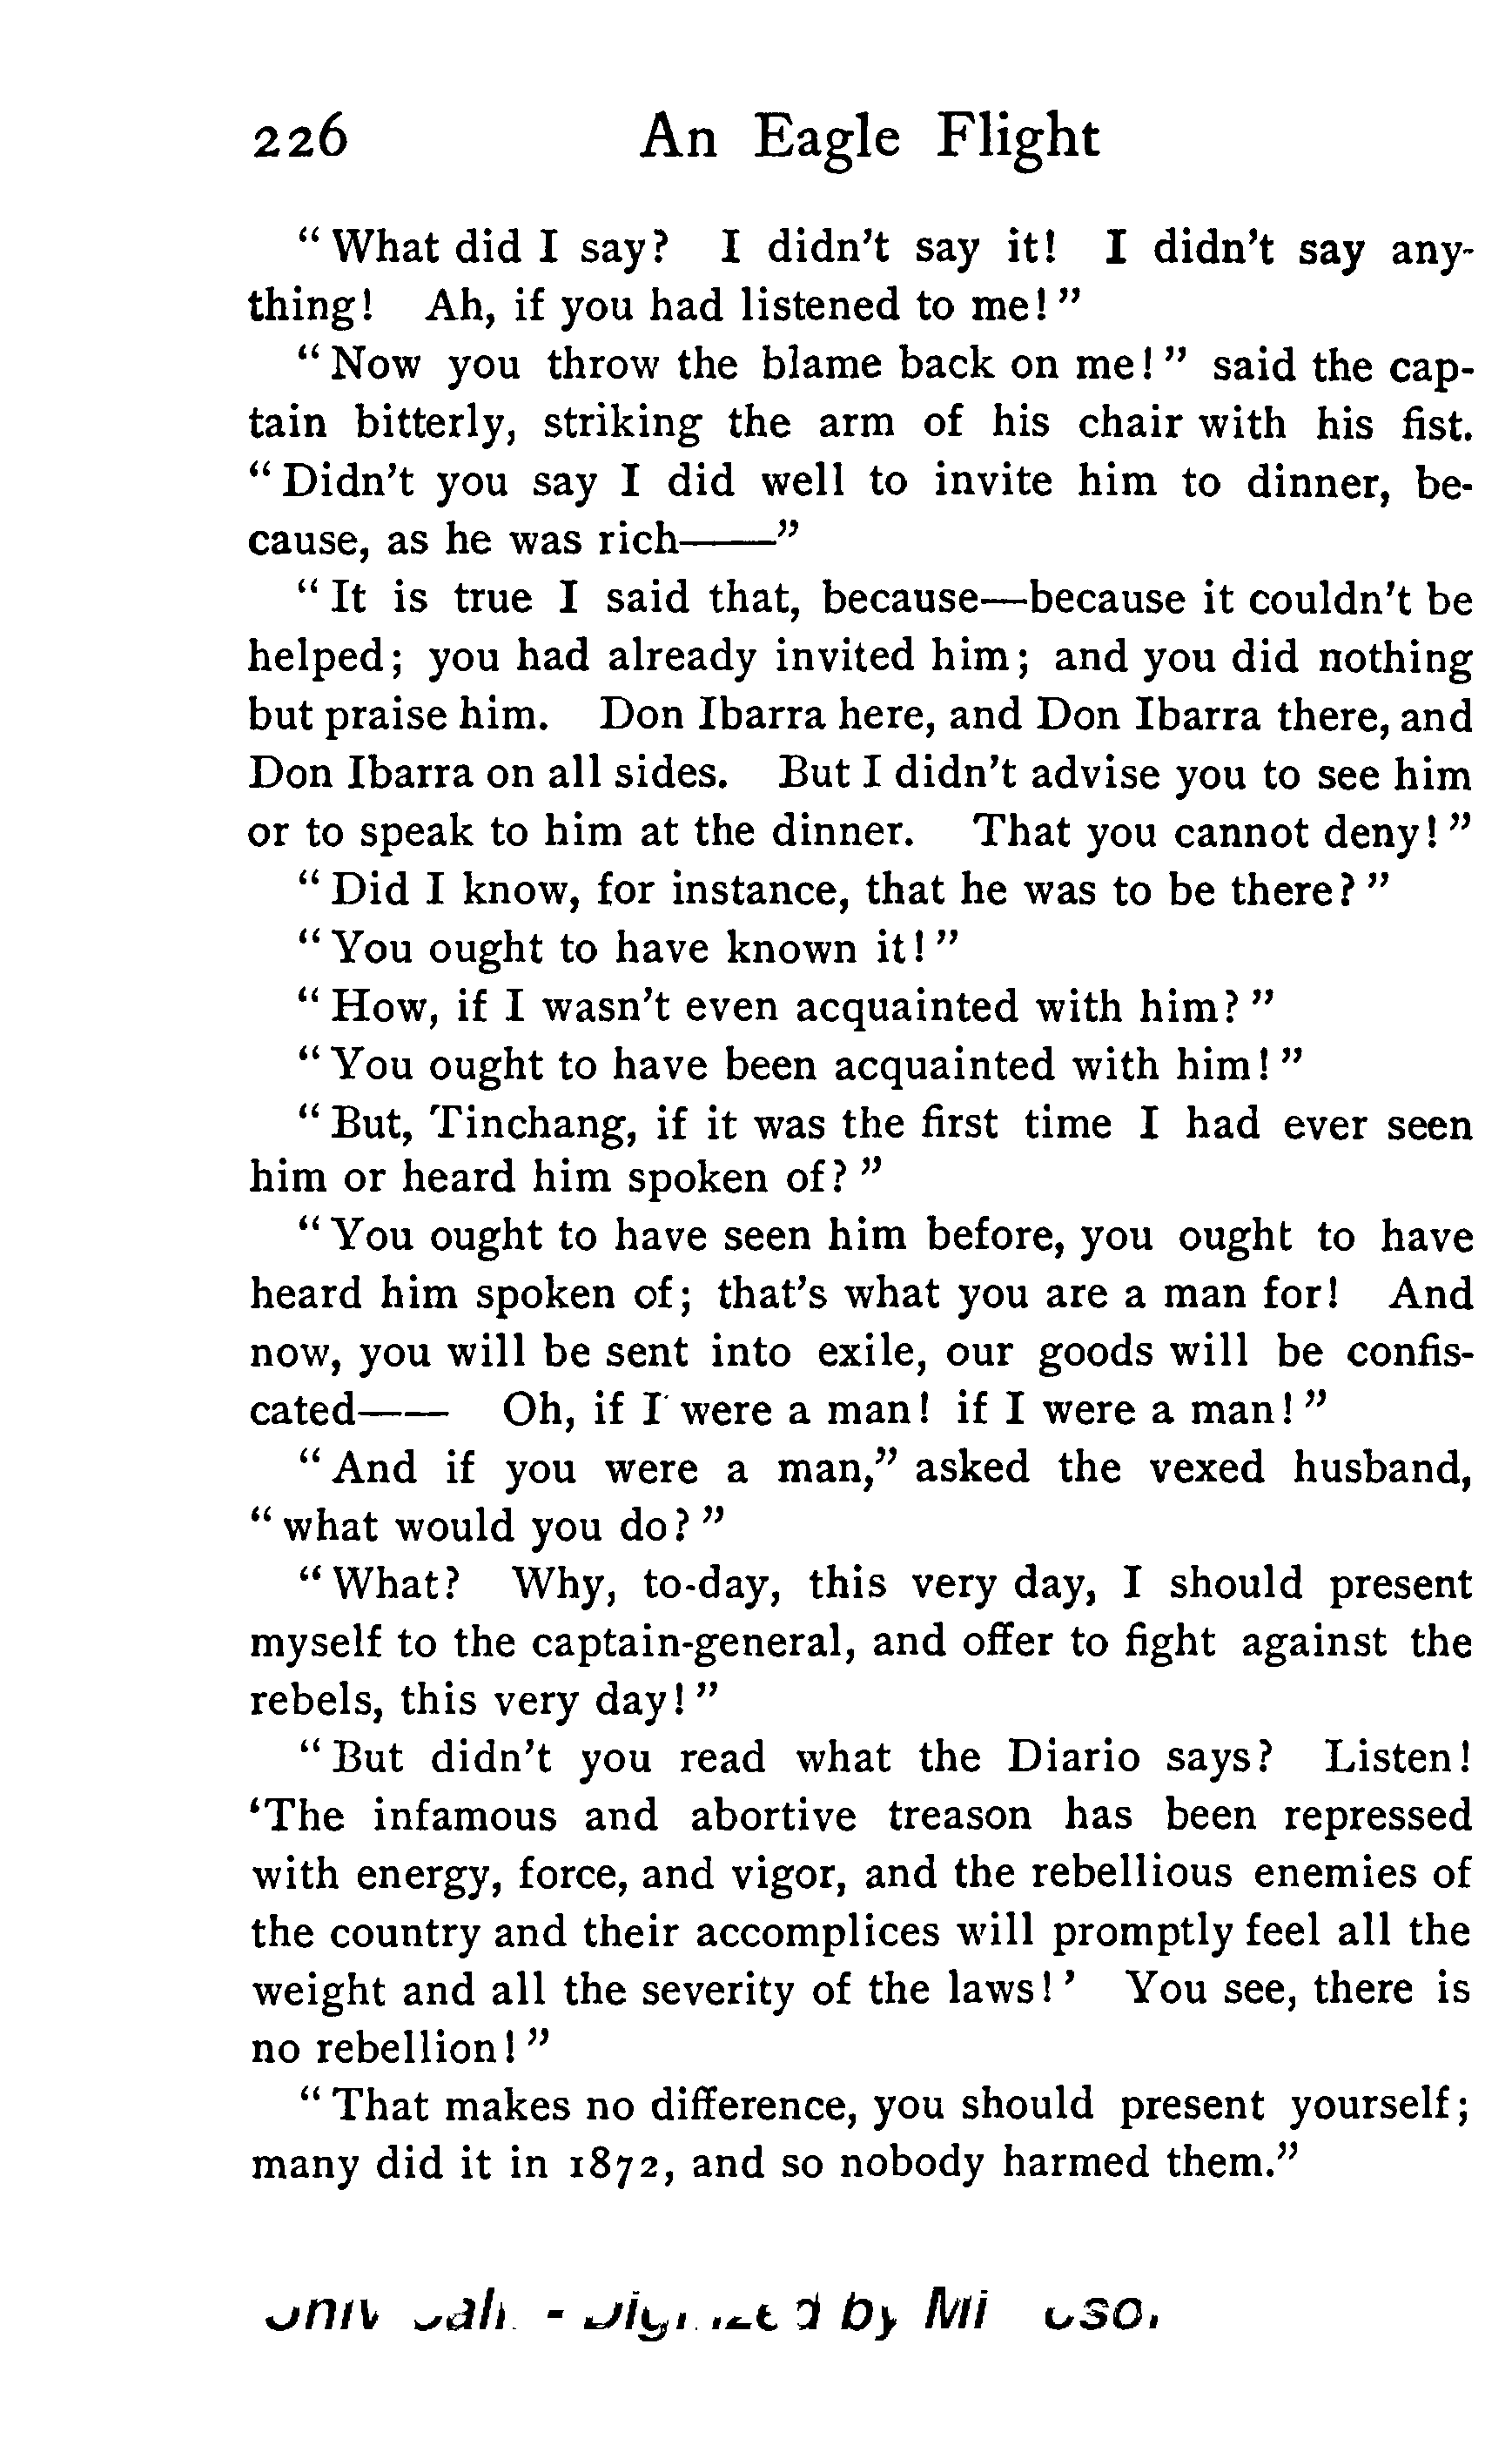 226 An Eagle Flight
“What did I say? I didn’t say it! I didn’t say any-
thing! Ah, if you had listened to me!”
“Now you throw the blame back on me!” said the cap-
tain bitterly, striking the arm of his chair with his fist.
“Didn’t you say I did well to invite him to dinner, be-
cause, as he was rich——”
“It is true I said that, because—because it couldn’t be
helped; you had already invited him; and you did nothing
but praise him. Don Ibarra here, and Don Ibarra there, and
Don Ibarra on all sides. But I didn’t advise you to see him
or to speak to him at the dinner. That you cannot deny!”
“Did I know, for instance, that he was to be there?”
“You ought to have known it!”
“How, if I wasn’t even acquainted with him?”
“You ought to have been acquainted with him!”
“But, Tinchang, if it was the first time I had ever seen
him or heard him spoken of?”
“You ought to have seen him before, you ought to have
heard him spoken of; that’s what you are a man for! And
now, you will be sent into exile, our goods will be confis-
cated—— Oh, if I were a man! if I were a man!”
“And if you were a man,” asked the vexed husband,
“what would you do?”
“What? Why, to-day, this very day, I should present
myself to the captain-general, and offer to fight against the
rebels, this very day!”
“But didn’t you read what the Diario says? Listen!
‘The infamous and abortive treason has been repressed
with energy, force, and vigor, and the rebellious enemies of
the country and their accomplices will promptly feel all the
weight and all the severity of the laws!’ You see, there is
no rebellion!”
“That makes no difference, you should present yourself;
many did it in 1872, and so nobody harmed them.”